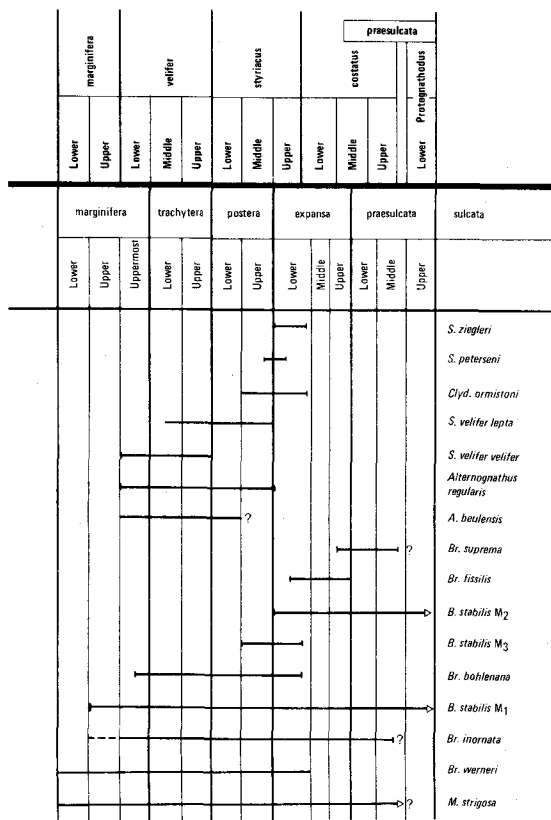 praesulcata
marginifera
velifer
styriacus
costatus
Protognathodus
Lower
Upper
Lower
Middle
Upper
Lower
Middle
Upper
Lower
Middle
Upper
Lower
marginifera
trachytera
postera
expansa
praesulcata
sulcata
Lower
Upper
Uppermost
Lower
Upper
Lower
Upper
Lower
Middle
Upper
Lower
Middle
Upper
S. ziegleri
S. peterseni
Clyd. ormistoni
S. velifer lepta
S. velifer velifer
Alternognathus
regularis
? A. beulensis
? Br. suprema
Br. fissilis
B. stabilis M2
B. stabilis M3
Br. bohlenana
B. stabilis M1
? Br. inornata
Br. werneri
? M. strigosa